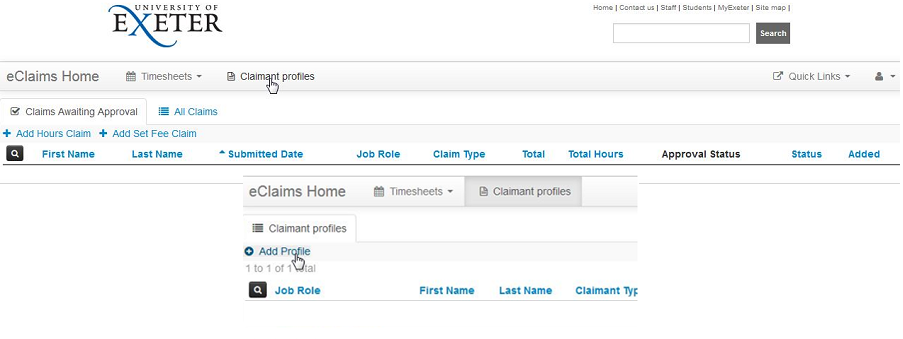 UNIVERSITY OF
EXETER
Home | Contact us | Staff | Students | MyExeter | Site map |
Search
eClaims Home Timesheets Claimant profiles Quick Links
Claims Awaiting Approval All Claims
Add Hours Claim Add Set Fee Claim
First Name Last Name Submitted Date Job Role Claim Type Total Total Hours Approval Status Status Added
eClaims Home Timesheets Claimant profiles
Claimant profiles
Add Profile
1 to 1 of 1 total
Job Role First Name Last Name Claimant Typ